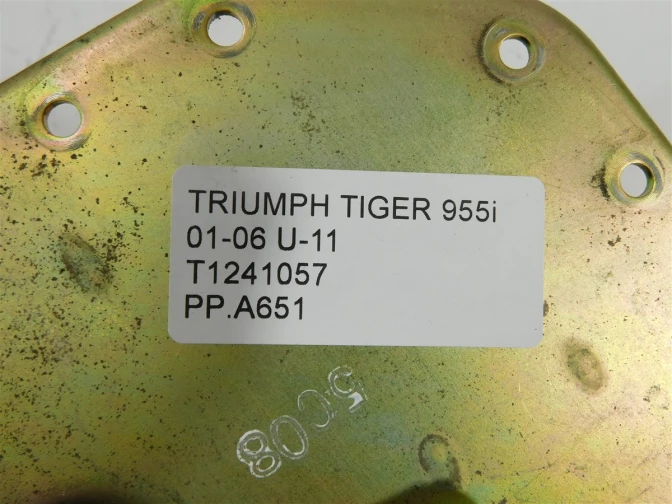 TRIUMPH TIGER 955i
01-06 U-11
T1241057
PP.A651